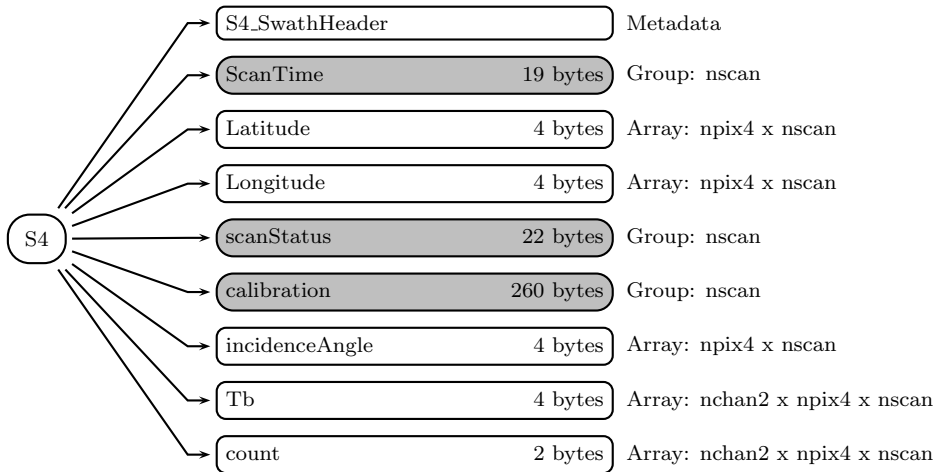 S4_SwathHeader Metadata
ScanTime 19 bytes Group: nscan
Latitude 4 bytes Array: npix4 x nscan
Longitude 4 bytes Array: npix4 x nscan
S4 scanStatus 22 bytes Group: nscan
calibration 260 bytes Group: nscan
incidenceAngle 4 bytes Array: npix4 x nscan
Tb 4 bytes Array: nchan2 x npix4 x nscan
count 2 bytes Array: nchan2 x npix4 x nscan